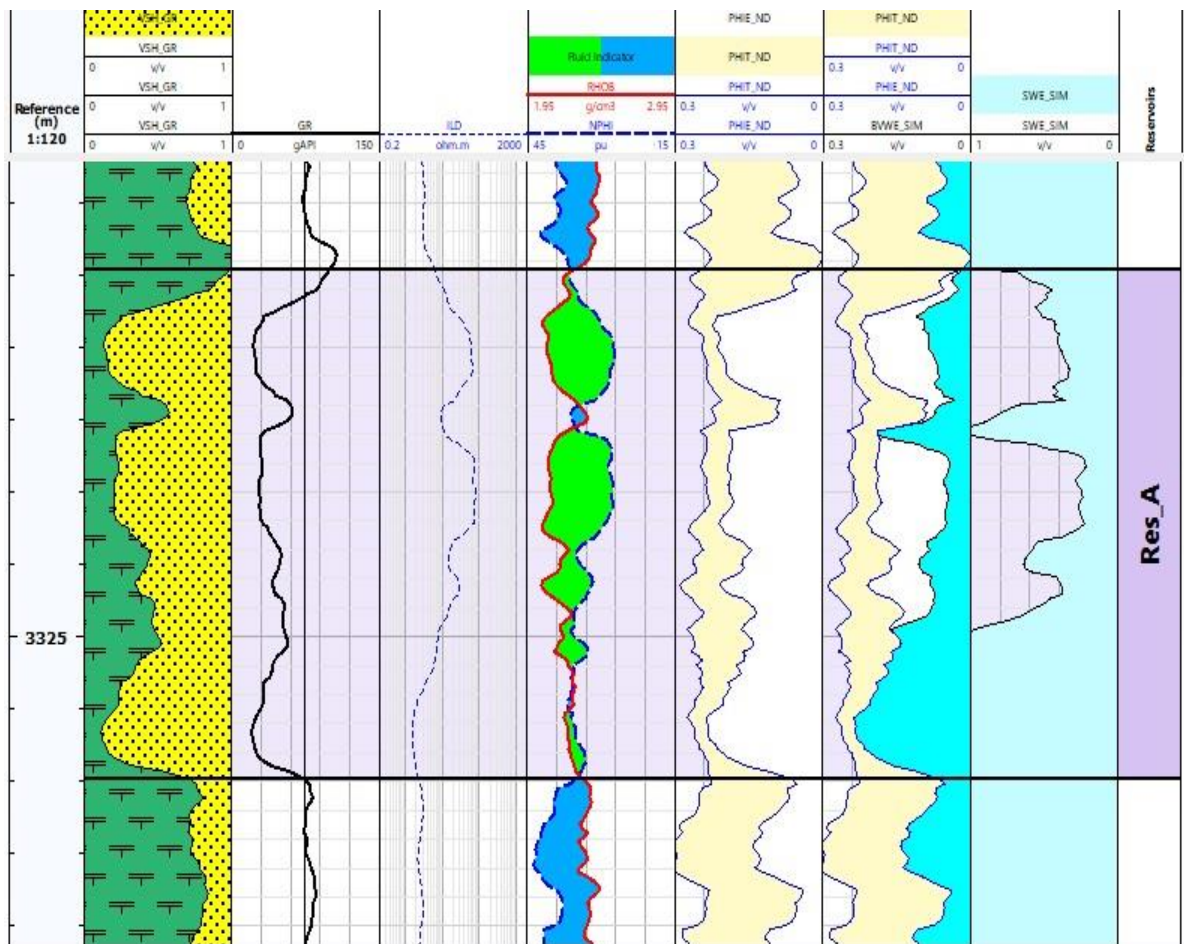 Reference
(m)
1:120
VSH_GR
VSH_GR
0 v/v 1
VSH_GR
0 v/v 1
VSH_GR
0 v/v 1
GR
0 gAPI 150
ILD
0.2 ohm.m 2000
Fluid Indicator
RHOB
1.95 g/cm3 2.95
NPHI
45 pu -15
PHIE_ND
PHIT_ND
PHIT_ND
0.3 v/v 0
PHIE_ND
0.3 v/v 0
PHIT_ND
PHIT_ND
0.3 v/v 0
PHIE_ND
0.3 v/v 0
BVWE_SIM
0.3 v/v 0
SWE_SIM
SWE_SIM
1 v/v 0
Reservoirs
3325
Res_A